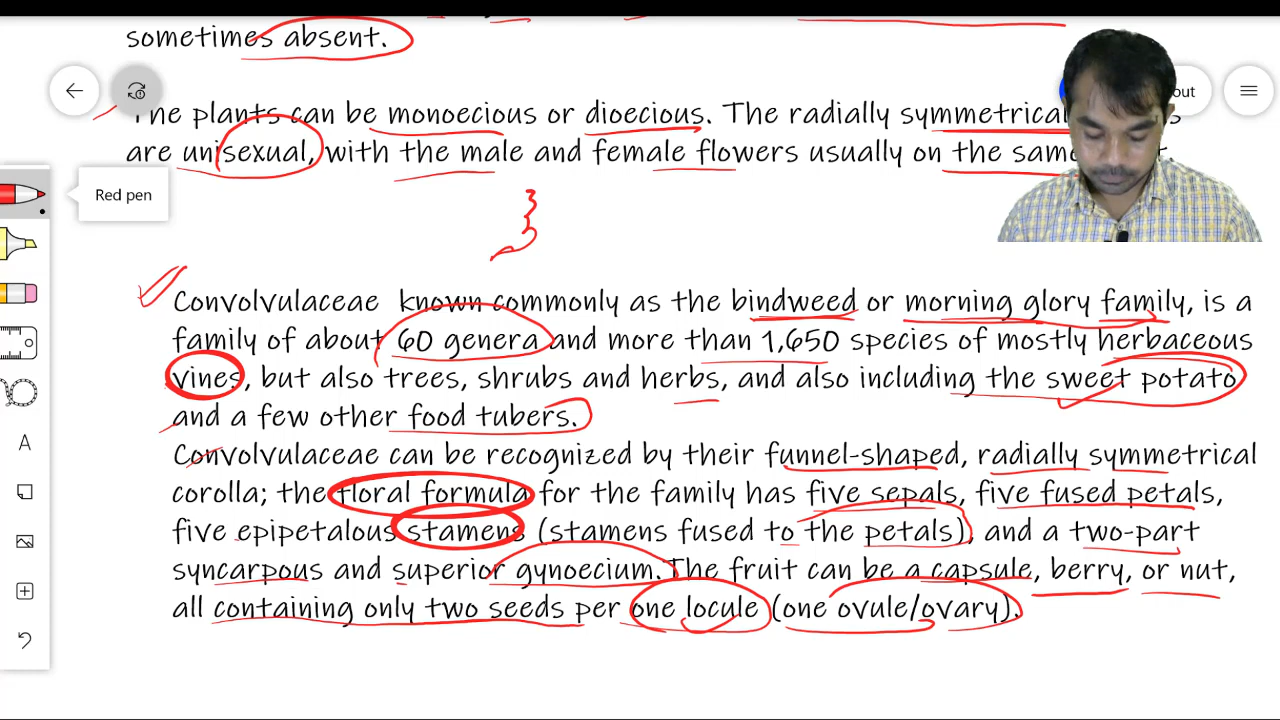 sometimes absent.
The plants can be monoecious or dioecious. The radially symmetrical
are unisexual, with the male and female flowers usually on the same
Red pen
Convolvulaceae known commonly as the bindweed or morning glory family, is a
family of about 60 genera and more than 1,650 species of mostly herbaceous
vines, but also trees, shrubs and herbs, and also including the sweet potato
and a few other food tubers.
Convolvulaceae can be recognized by their funnel-shaped, radially symmetrical
corolla; the floral formula for the family has five sepals, five fused petals,
five epipetalous stamens (stamens fused to the petals), and a two-part
syncarpous and superior gynoecium. The fruit can be a capsule, berry, or nut,
all containing only two seeds per one locule (one ovule/ovary).
A